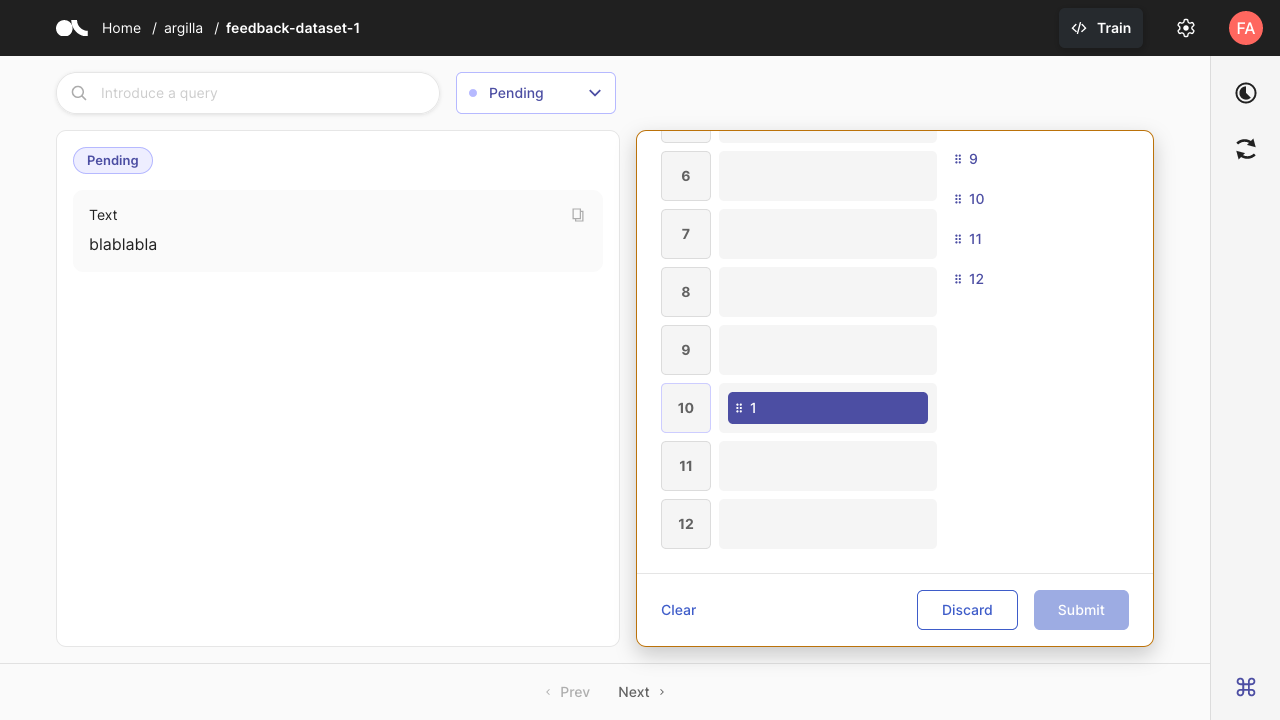 Home / argilla / feedback-dataset-1
Train
FA
Introduce a query
Pending
Pending
Text
blablabla
6
7
8
9
10
1
11
12
9
10
11
12
Clear
Discard
Submit
Prev
Next